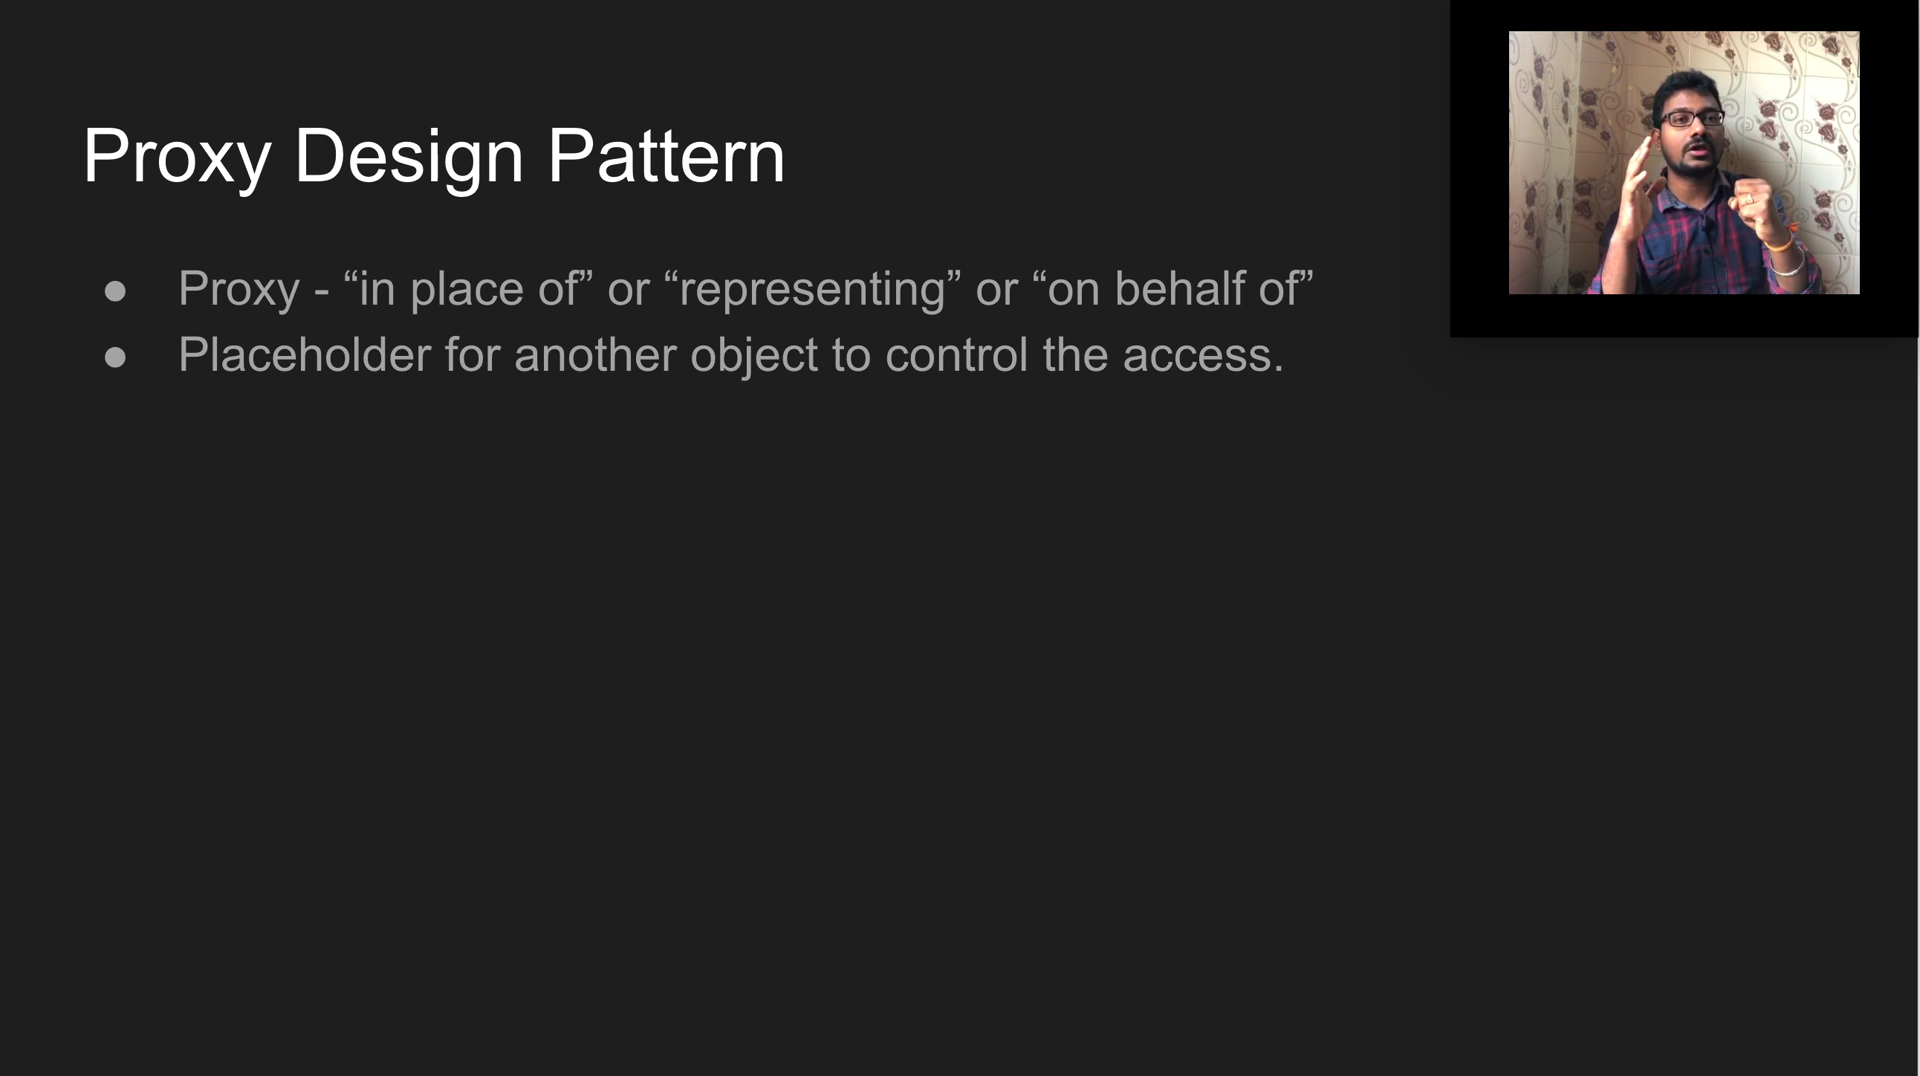 Proxy Design Pattern
● Proxy - “in place of” or “representing” or “on behalf of”
● Placeholder for another object to control the access.